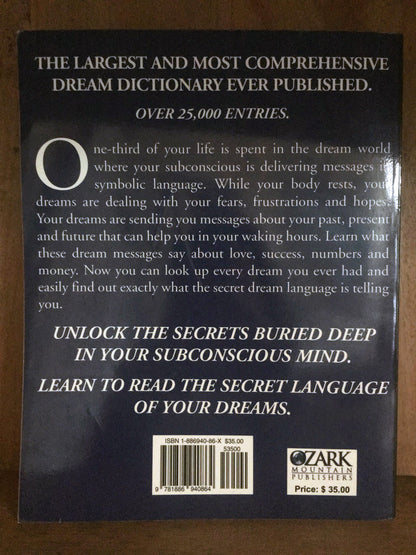 THE LARGEST AND MOST COMPREHENSIVE
DREAM DICTIONARY EVER PUBLISHED.
OVER 25,000 ENTRIES.
One-third of your life is spent in the dream world
where your subconscious is delivering messages i
symbolic language. While your body rests, you
dreams are dealing with your fears, frustrations and hopes.
Your dreams are sending you messages about your past, present
and future that can help you in your waking hours. Learn what
these dream messages say about love, success, numbers and
money. Now you can look up every dream you ever had and
easily find out exactly what the secret dream language is telling
you.
UNLOCK THE SECRETS BURIED DEEP
IN YOUR SUBCONSCIOUS MIND.
LEARN TO READ THE SECRET LANGUAGE
OF YOUR DREAMS.
ISBN 1-886940-86-X $35.00
53500
9 781886 940864
OZARK
MOUNTAIN
PUBLISHERS
Price: $ 35.00